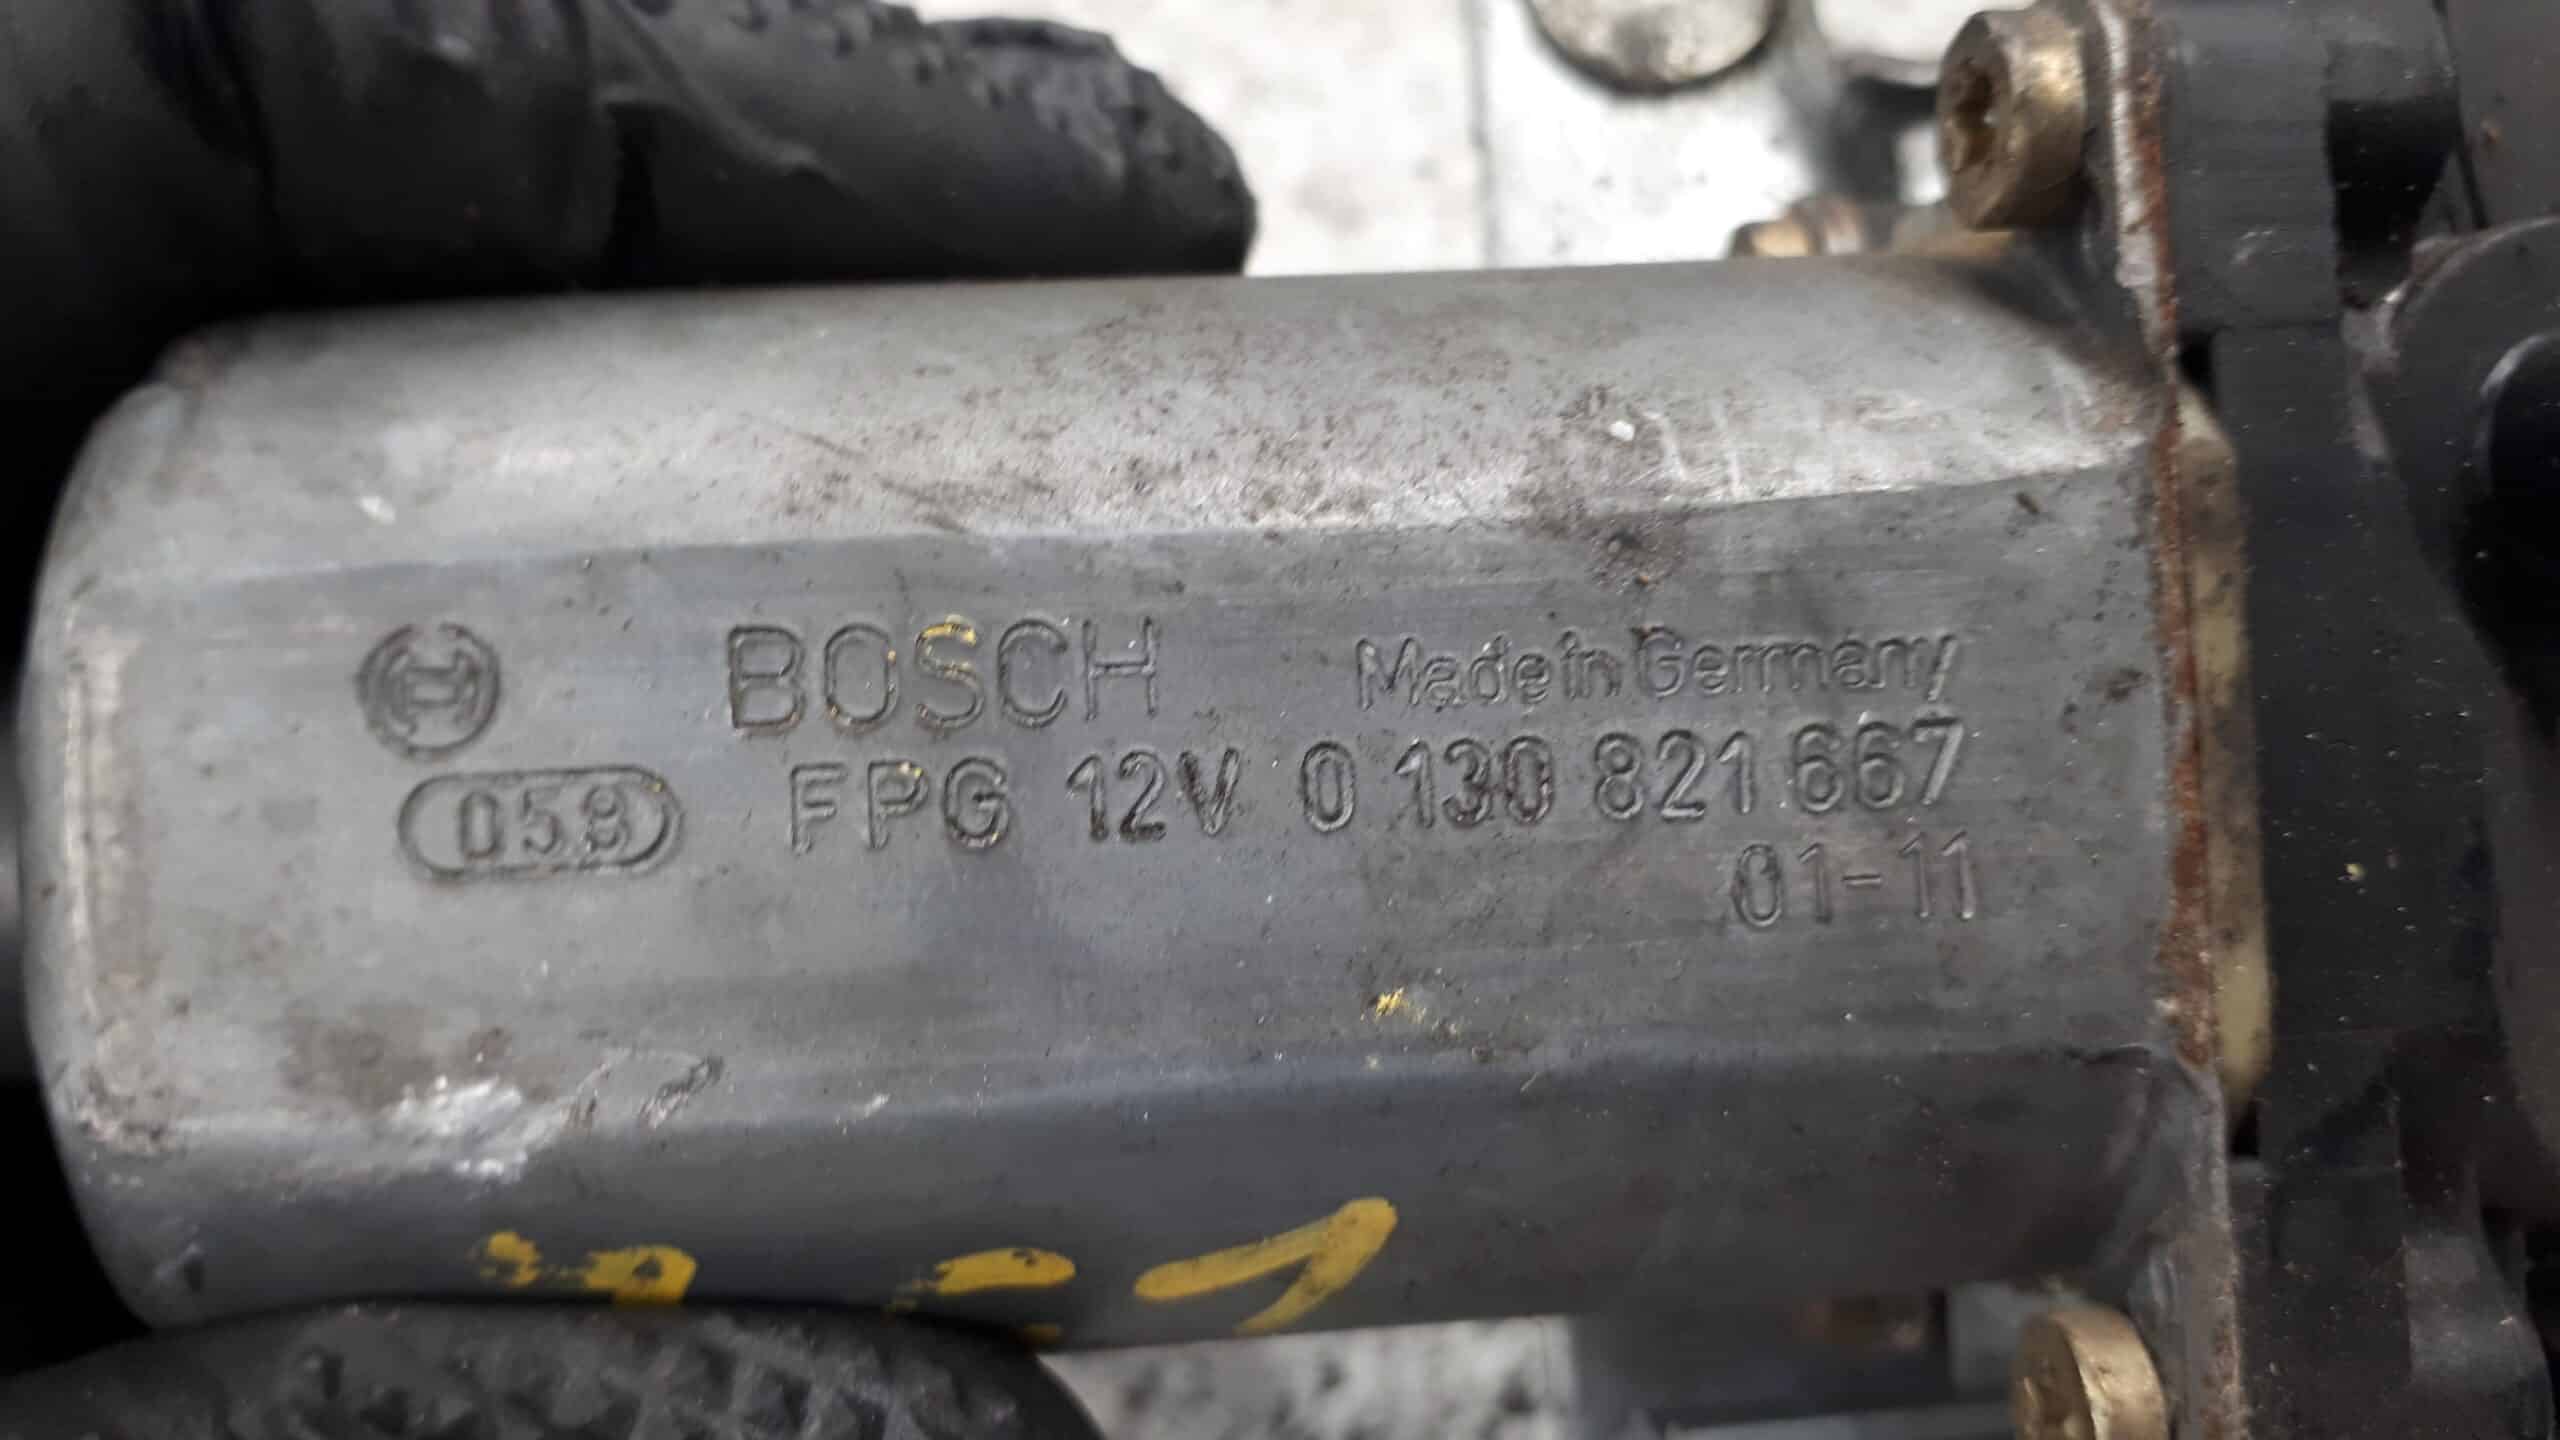 BOSCH Made in Germany
058 FPG 12V 0 130 821 667
01-11